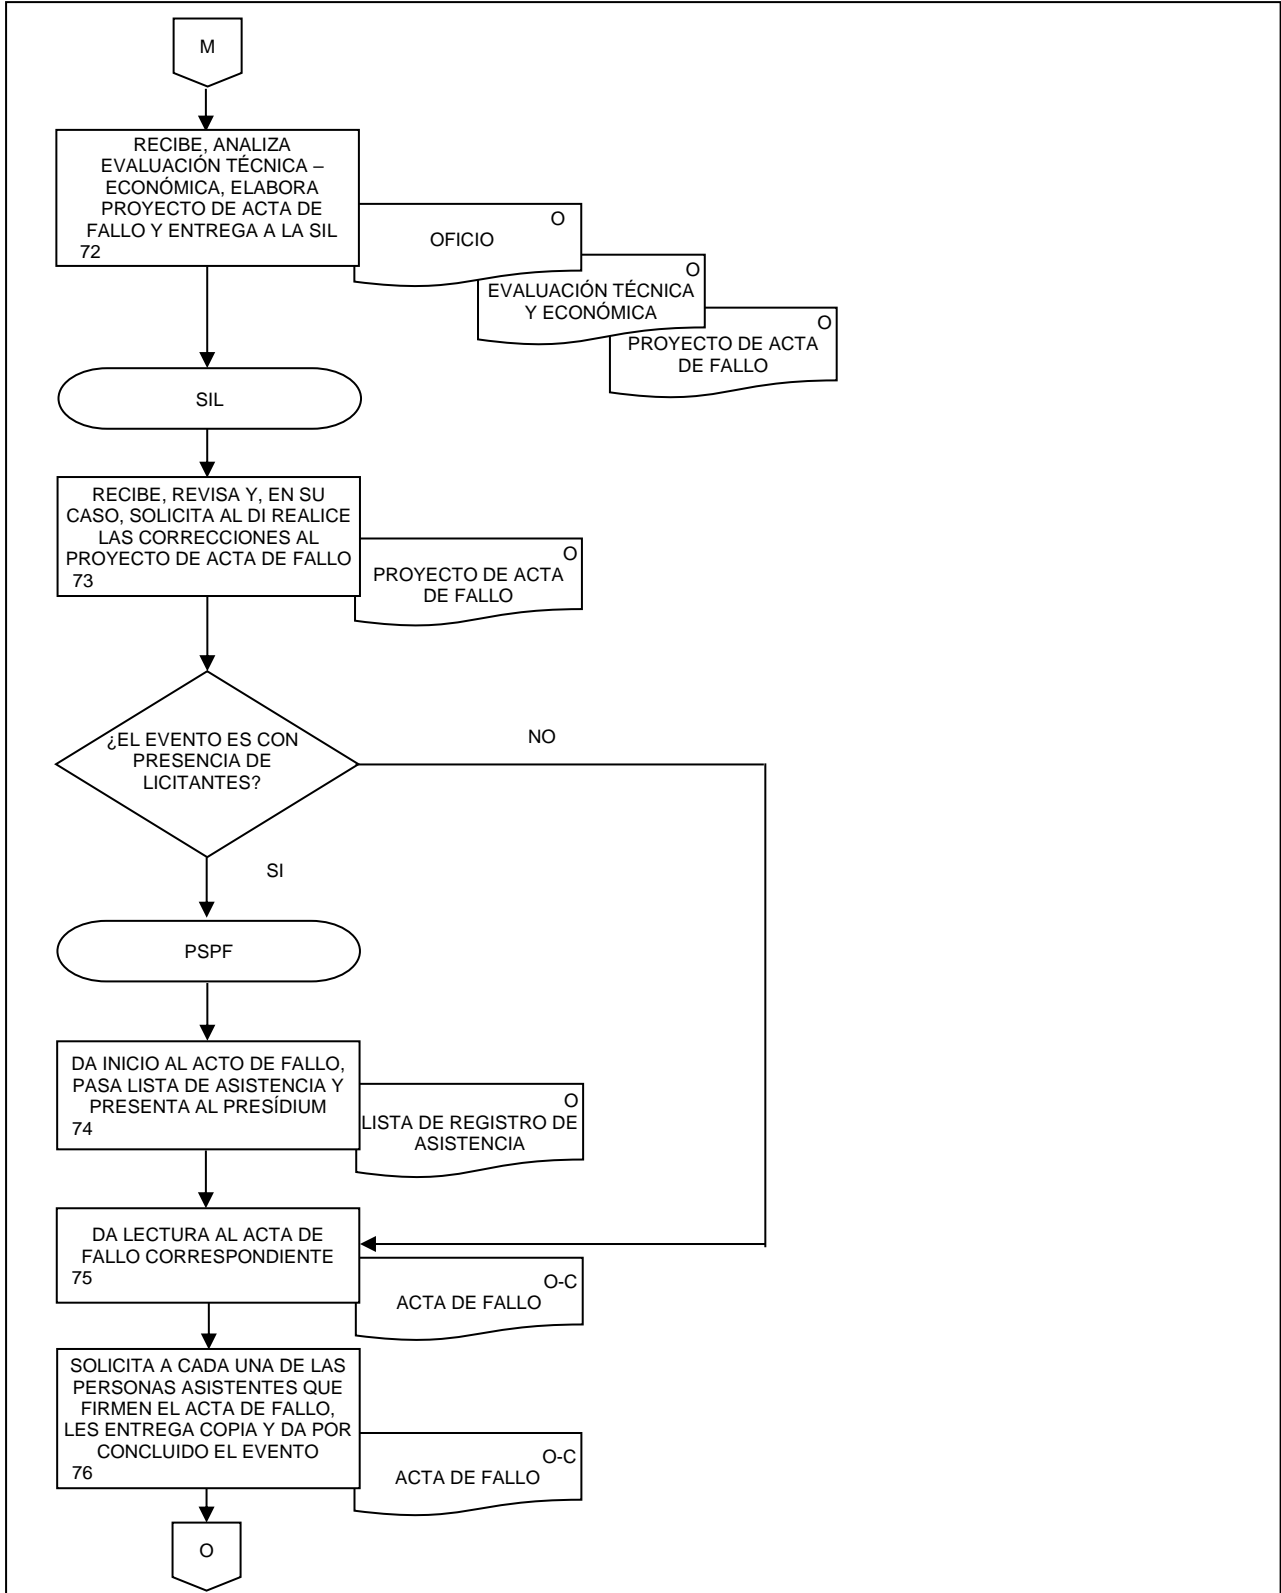 M
RECIBE, ANALIZA
EVALUACIÓN TÉCNICA –
ECONÓMICA, ELABORA
PROYECTO DE ACTA DE
FALLO Y ENTREGA A LA SIL
72
O
OFICIO
O
EVALUACIÓN TÉCNICA
Y ECONÓMICA
O
PROYECTO DE ACTA
DE FALLO
SIL
RECIBE, REVISA Y, EN SU
CASO, SOLICITA AL DI REALICE
LAS CORRECCIONES AL
PROYECTO DE ACTA DE FALLO
73
O
PROYECTO DE ACTA
DE FALLO
¿EL EVENTO ES CON
PRESENCIA DE
LICITANTES?
NO
SI
PSPF
DA INICIO AL ACTO DE FALLO,
PASA LISTA DE ASISTENCIA Y
PRESENTA AL PRESÍDIUM
74
O
LISTA DE REGISTRO DE
ASISTENCIA
DA LECTURA AL ACTA DE
FALLO CORRESPONDIENTE
75
O-C
ACTA DE FALLO
SOLICITA A CADA UNA DE LAS
PERSONAS ASISTENTES QUE
FIRMEN EL ACTA DE FALLO,
LES ENTREGA COPIA Y DA POR
CONCLUIDO EL EVENTO
76
O-C
ACTA DE FALLO
O